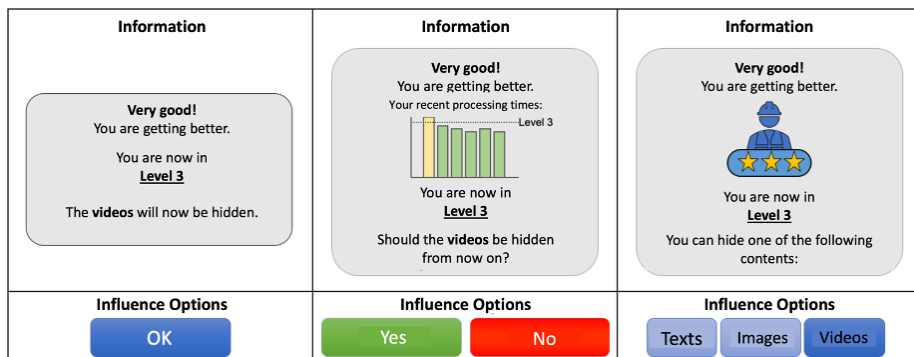 Information
Very good!
You are getting better.
You are now in
Level 3
The videos will now be hidden.
Influence Options
OK
Information
Very good!
You are getting better.
Your recent processing times:
Level 3
You are now in
Level 3
Should the videos be hidden
from now on?
Influence Options
Yes
No
Information
Very good!
You are getting better.
You are now in
Level 3
You can hide one of the following
contents:
Influence Options
Texts
Images
Videos